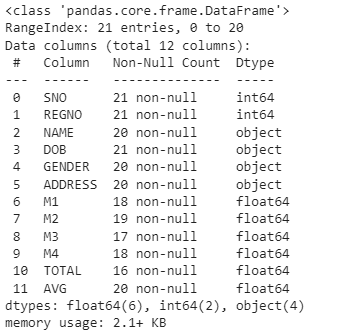 <class 'pandas.core.frame.DataFrame'>
RangeIndex: 21 entries, 0 to 20
Data columns (total 12 columns):
 #   Column   Non-Null Count  Dtype
---  ------   --------------  -----
 0   SNO      21 non-null     int64
 1   REGNO    21 non-null     int64
 2   NAME     20 non-null     object
 3   DOB      21 non-null     object
 4   GENDER   20 non-null     object
 5   ADDRESS  20 non-null     object
 6   M1       18 non-null     float64
 7   M2       19 non-null     float64
 8   M3       17 non-null     float64
 9   M4       18 non-null     float64
 10  TOTAL    16 non-null     float64
 11  AVG      20 non-null     float64
dtypes: float64(6), int64(2), object(4)
memory usage: 2.1+ KB